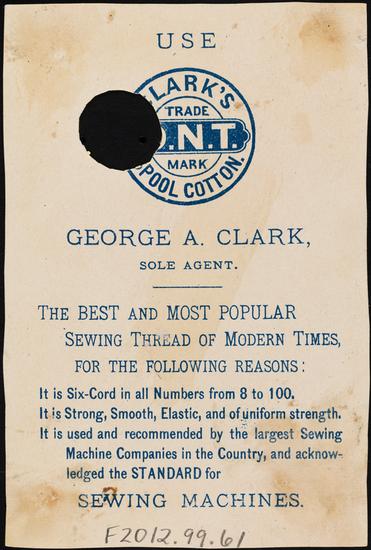 USE
CLARK'S
TRADE
O.N.T.
MARK
SPOOL COTTON.
GEORGE A. CLARK,
SOLE AGENT.
THE BEST AND MOST POPULAR
SEWING THREAD OF MODERN TIMES,
FOR THE FOLLOWING REASONS:
It is Six-Cord in all Numbers from 8 to 100.
It is Strong, Smooth, Elastic, and of uniform strength.
It is used and recommended by the largest Sewing
Machine Companies in the Country, and acknow-
ledged the STANDARD for
SEWING MACHINES.
F2012.99.61